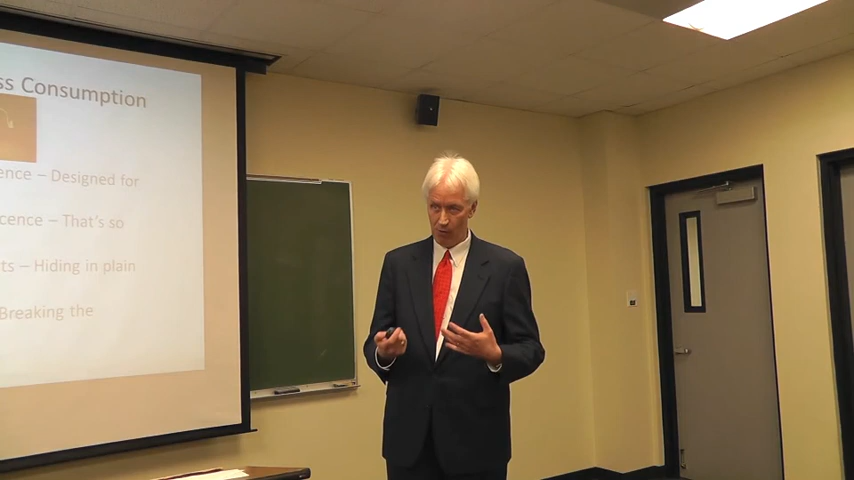 ss Consumption
ence – Designed for
cence – That's so
ts – Hiding in plain
Breaking the